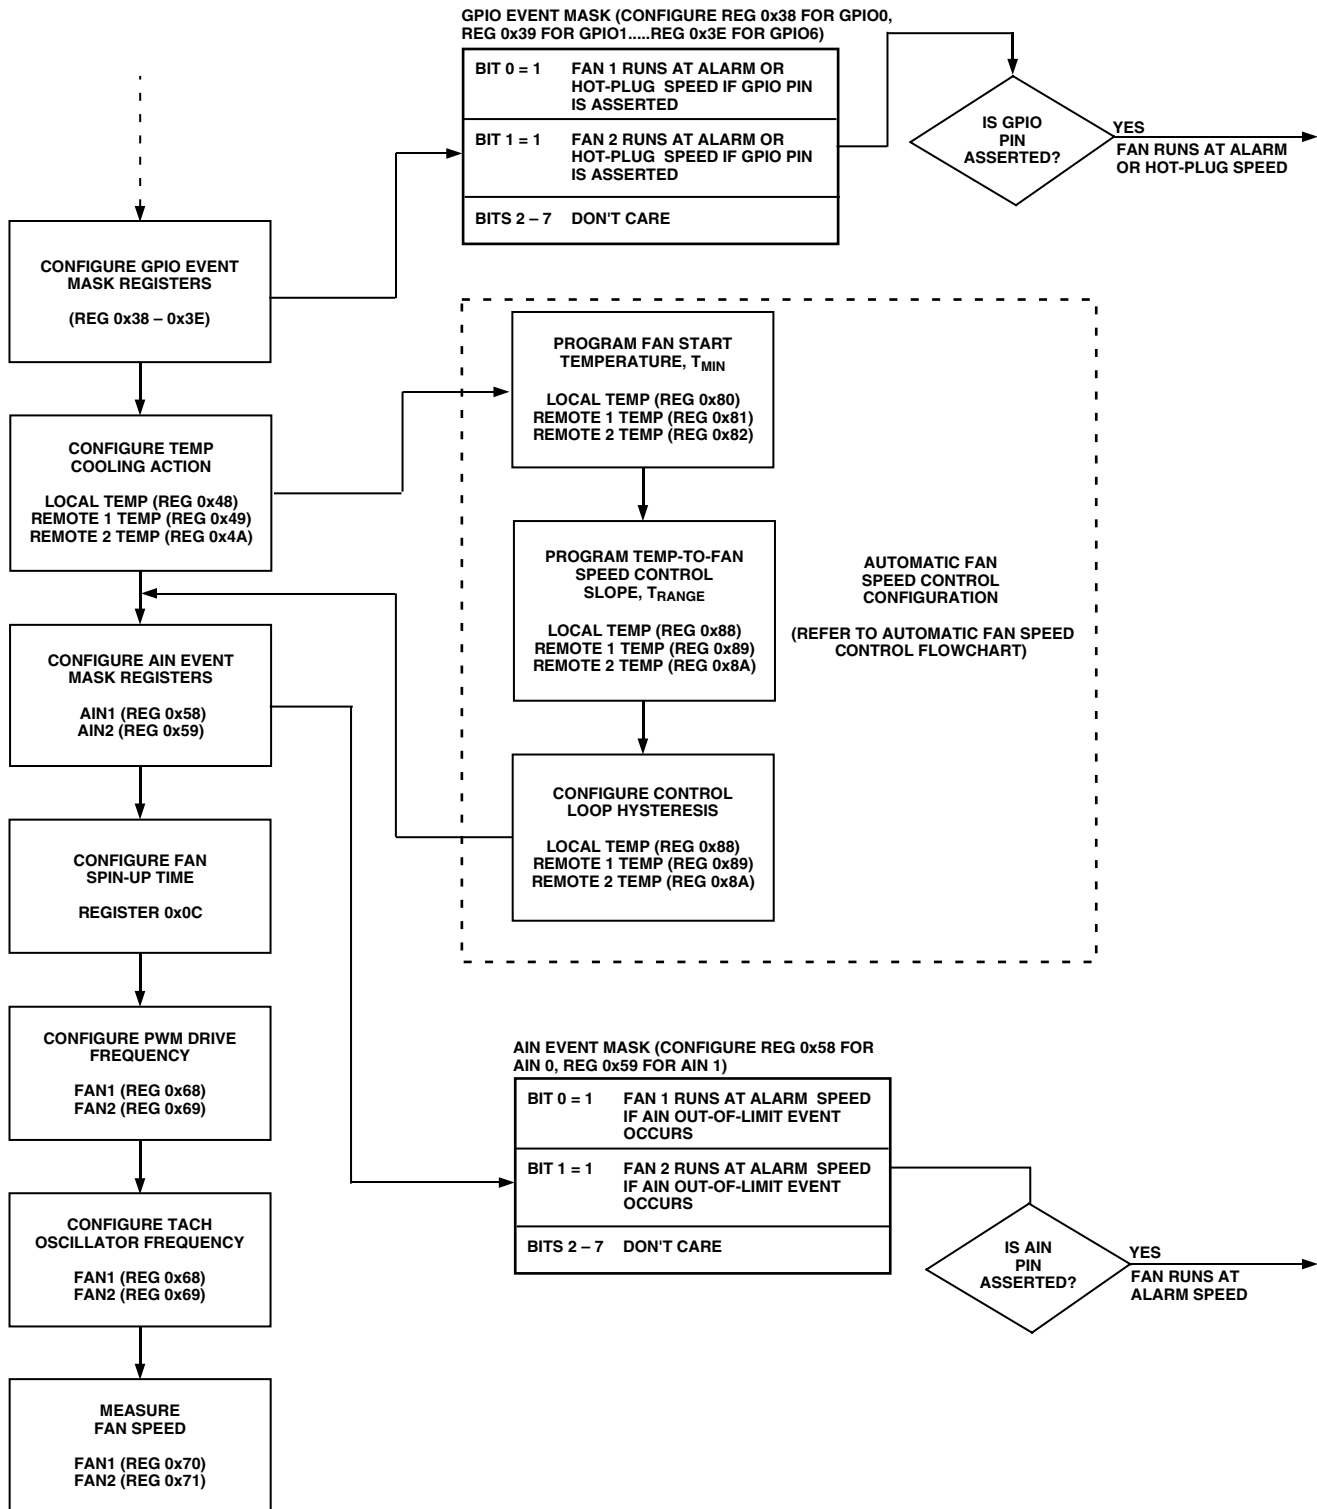 GPIO EVENT MASK (CONFIGURE REG 0x38 FOR GPIO0,
REG 0x39 FOR GPIO1.....REG 0x3E FOR GPIO6)
BIT 0 = 1 FAN 1 RUNS AT ALARM OR
HOT-PLUG SPEED IF GPIO PIN
IS ASSERTED
BIT 1 = 1 FAN 2 RUNS AT ALARM OR
HOT-PLUG SPEED IF GPIO PIN
IS ASSERTED
BITS 2 – 7 DON'T CARE
IS GPIO
PIN
ASSERTED?
YES
FAN RUNS AT ALARM
OR HOT-PLUG SPEED
CONFIGURE GPIO EVENT
MASK REGISTERS
(REG 0x38 – 0x3E)
CONFIGURE TEMP
COOLING ACTION
LOCAL TEMP (REG 0x48)
REMOTE 1 TEMP (REG 0x49)
REMOTE 2 TEMP (REG 0x4A)
PROGRAM FAN START
TEMPERATURE, TMIN
LOCAL TEMP (REG 0x80)
REMOTE 1 TEMP (REG 0x81)
REMOTE 2 TEMP (REG 0x82)
PROGRAM TEMP-TO-FAN
SPEED CONTROL
SLOPE, TRANGE
LOCAL TEMP (REG 0x88)
REMOTE 1 TEMP (REG 0x89)
REMOTE 2 TEMP (REG 0x8A)
AUTOMATIC FAN
SPEED CONTROL
CONFIGURATION
(REFER TO AUTOMATIC FAN SPEED
CONTROL FLOWCHART)
CONFIGURE CONTROL
LOOP HYSTERESIS
LOCAL TEMP (REG 0x88)
REMOTE 1 TEMP (REG 0x89)
REMOTE 2 TEMP (REG 0x8A)
CONFIGURE AIN EVENT
MASK REGISTERS
AIN1 (REG 0x58)
AIN2 (REG 0x59)
CONFIGURE FAN
SPIN-UP TIME
REGISTER 0x0C
CONFIGURE PWM DRIVE
FREQUENCY
FAN1 (REG 0x68)
FAN2 (REG 0x69)
AIN EVENT MASK (CONFIGURE REG 0x58 FOR
AIN 0, REG 0x59 FOR AIN 1)
BIT 0 = 1 FAN 1 RUNS AT ALARM SPEED
IF AIN OUT-OF-LIMIT EVENT
OCCURS
BIT 1 = 1 FAN 2 RUNS AT ALARM SPEED
IF AIN OUT-OF-LIMIT EVENT
OCCURS
BITS 2 – 7 DON'T CARE
IS AIN
PIN
ASSERTED?
YES
FAN RUNS AT
ALARM SPEED
CONFIGURE TACH
OSCILLATOR FREQUENCY
FAN1 (REG 0x68)
FAN2 (REG 0x69)
MEASURE
FAN SPEED
FAN1 (REG 0x70)
FAN2 (REG 0x71)